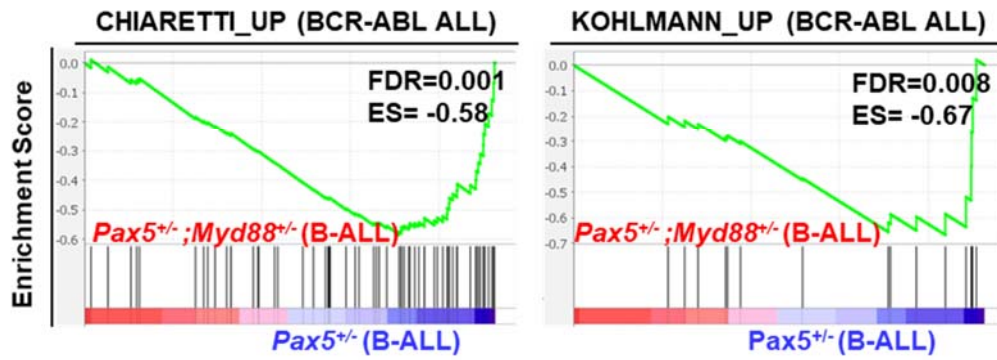 CHIARETTI_UP (BCR-ABL ALL)
KOHLMANN_UP (BCR-ABL ALL)
Enrichment Score
0.0
-0.1
-0.2
-0.3
-0.4
-0.5
-0.6
FDR=0.001
ES= -0.58
Pax5+/- ;Myd88+/- (B-ALL)
Pax5+/- (B-ALL)
0.0
-0.1
-0.2
-0.3
-0.4
-0.5
-0.6
-0.7
FDR=0.008
ES= -0.67
Pax5+/- ;Myd88+/- (B-ALL)
Pax5+/- (B-ALL)